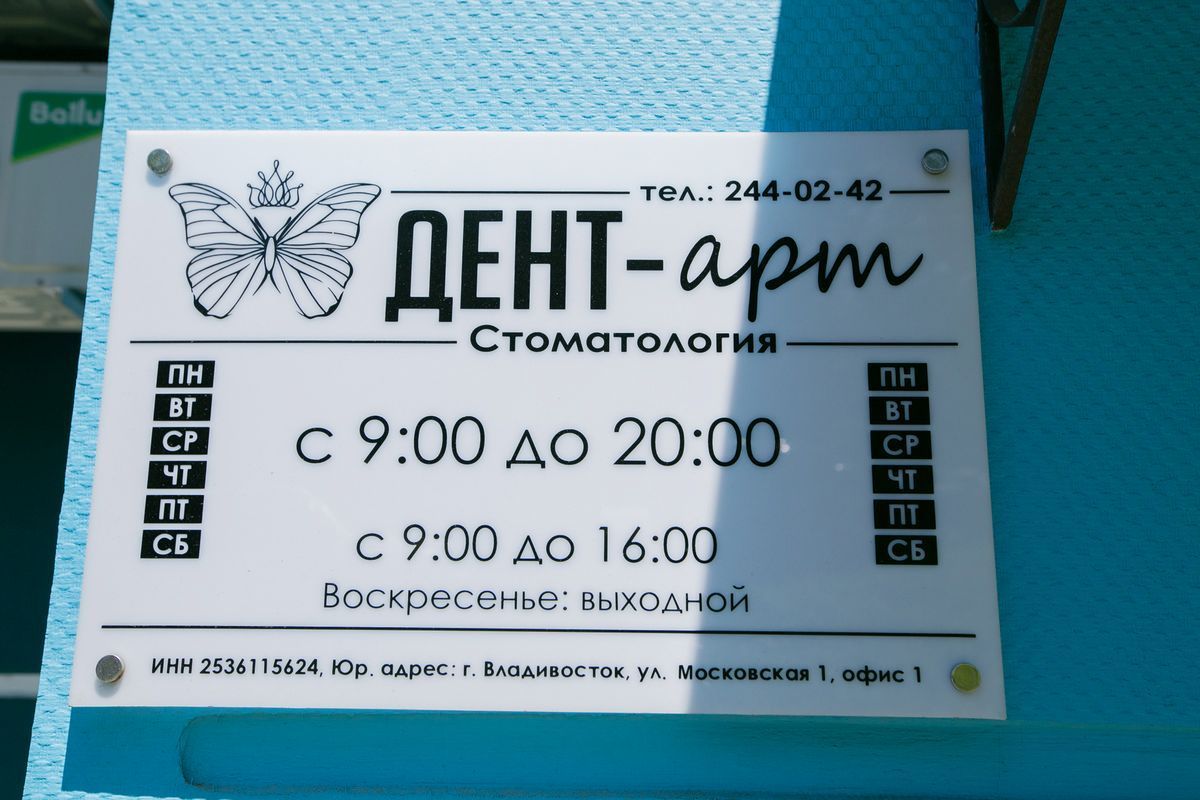 Ballu
тел.: 244-02-42
ДЕНТ-арт
Стоматология
ПН ПН
ВТ ВТ
с 9:00 до 20:00
СР СР
ЧТ ЧТ
ПТ ПТ
с 9:00 до 16:00
СБ СБ
Воскресенье: выходной
ИНН 2536115624, Юр. адрес: г. Владивосток, ул. Московская 1, офис 1